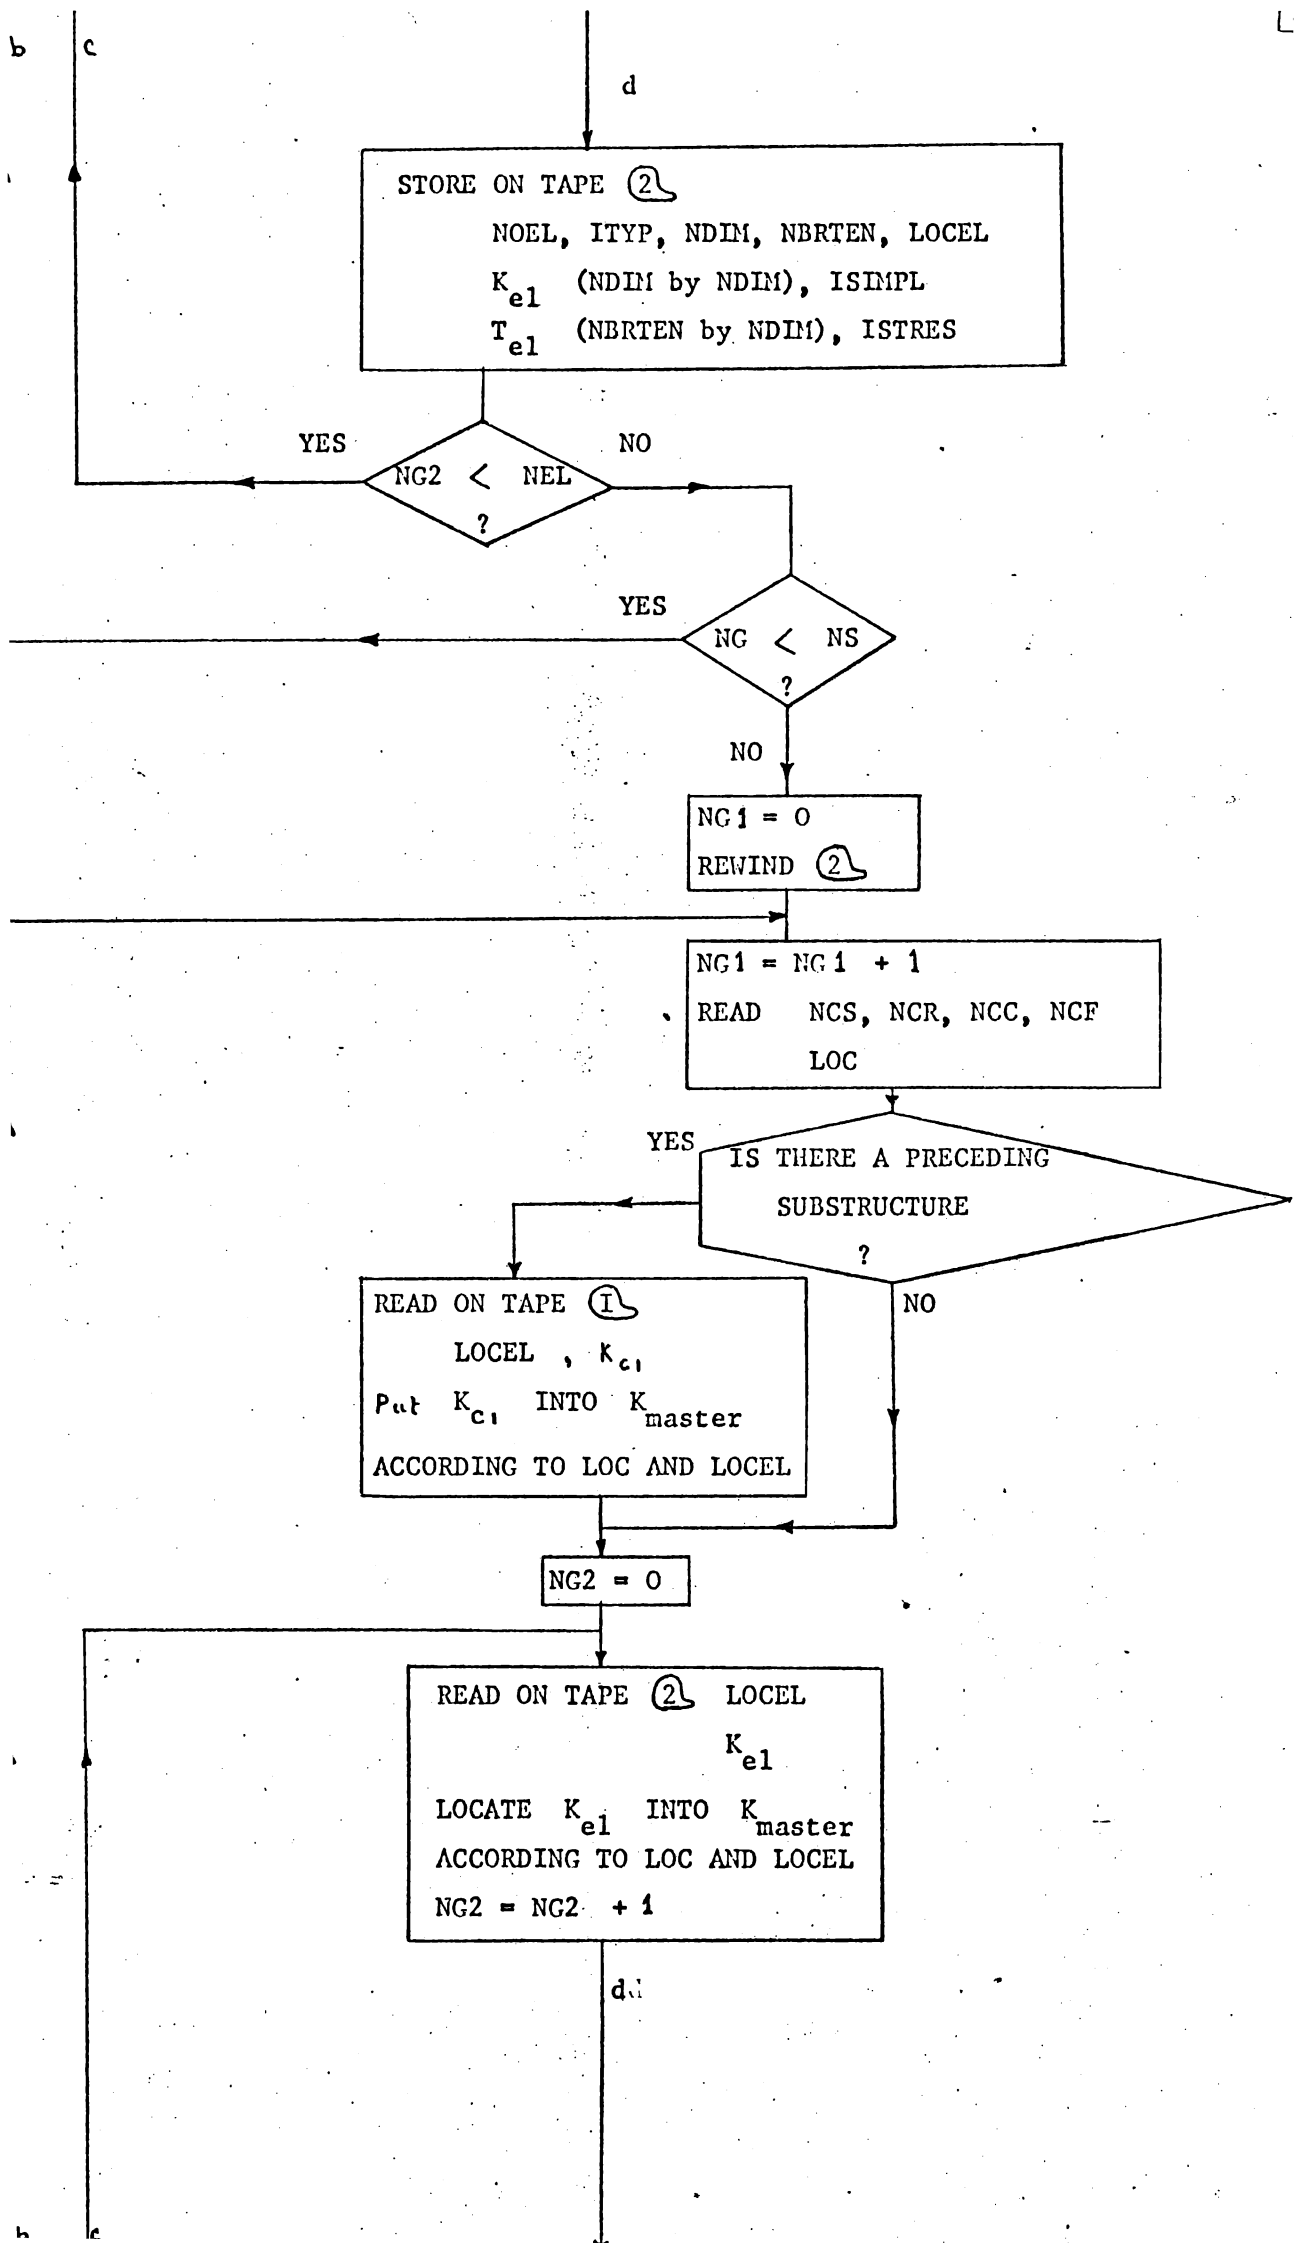 b c
d
STORE ON TAPE 2
NOEL, ITYP, NDIM, NBRTEN, LOCEL
Kel (NDIM by NDIM), ISIMPL
Tel (NBRTEN by NDIM), ISTRES
YES NO
NG2 < NEL
?
YES
NG < NS
?
NO
NG1 = 0
REWIND 2
NG1 = NG1 + 1
READ NCS, NCR, NCC, NCF
LOC
YES
IS THERE A PRECEDING
SUBSTRUCTURE
?
NO
READ ON TAPE 1
LOCEL , Kc1
Put Kc1 INTO Kmaster
ACCORDING TO LOC AND LOCEL
NG2 = 0
READ ON TAPE 2 LOCEL
Kel
LOCATE Kel INTO Kmaster
ACCORDING TO LOC AND LOCEL
NG2 = NG2 + 1